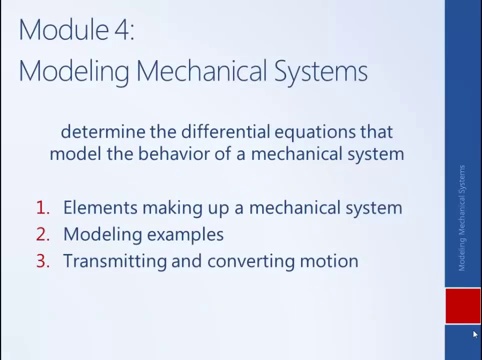 Module 4:
Modeling Mechanical Systems
determine the differential equations that
model the behavior of a mechanical system
1. Elements making up a mechanical system
2. Modeling examples
3. Transmitting and converting motion
Modeling Mechanical Systems